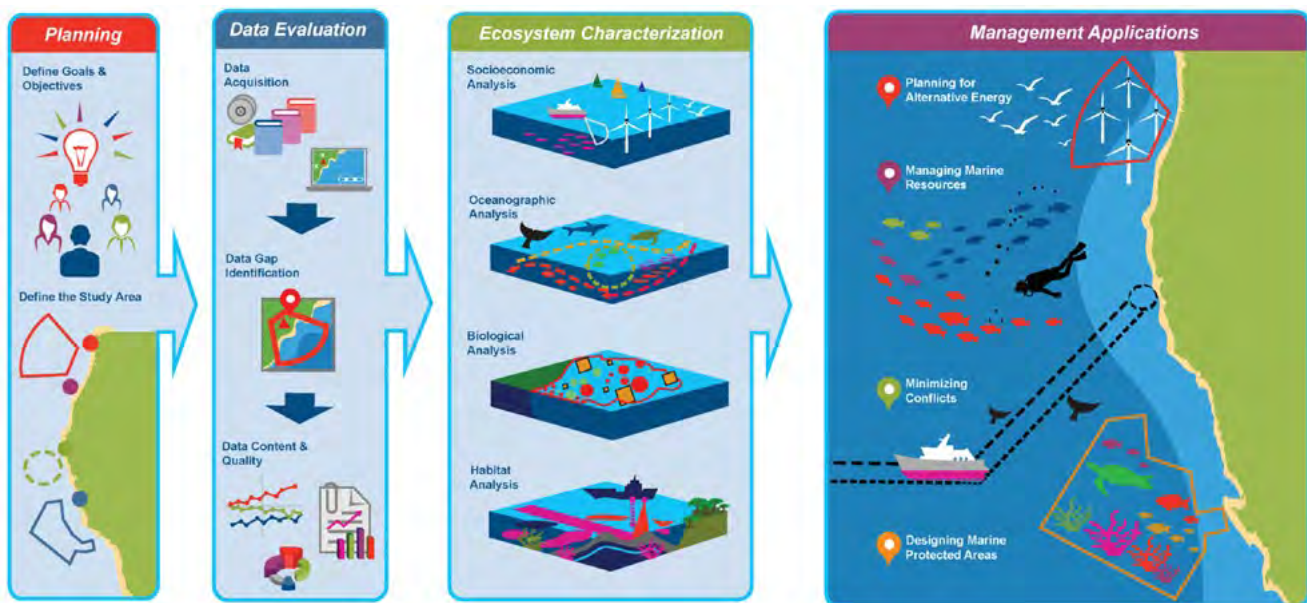 Planning
Define Goals &
Objectives
Define the Study Area
Data Evaluation
Data
Acquisition
Data Gap
Identification
Data Content &
Quality
Ecosystem Characterization
Socioeconomic
Analysis
Oceanographic
Analysis
Biological
Analysis
Habitat
Analysis
Management Applications
Planning for
Alternative Energy
Managing Marine
Resources
Minimizing
Conflicts
Designing Marine
Protected Areas